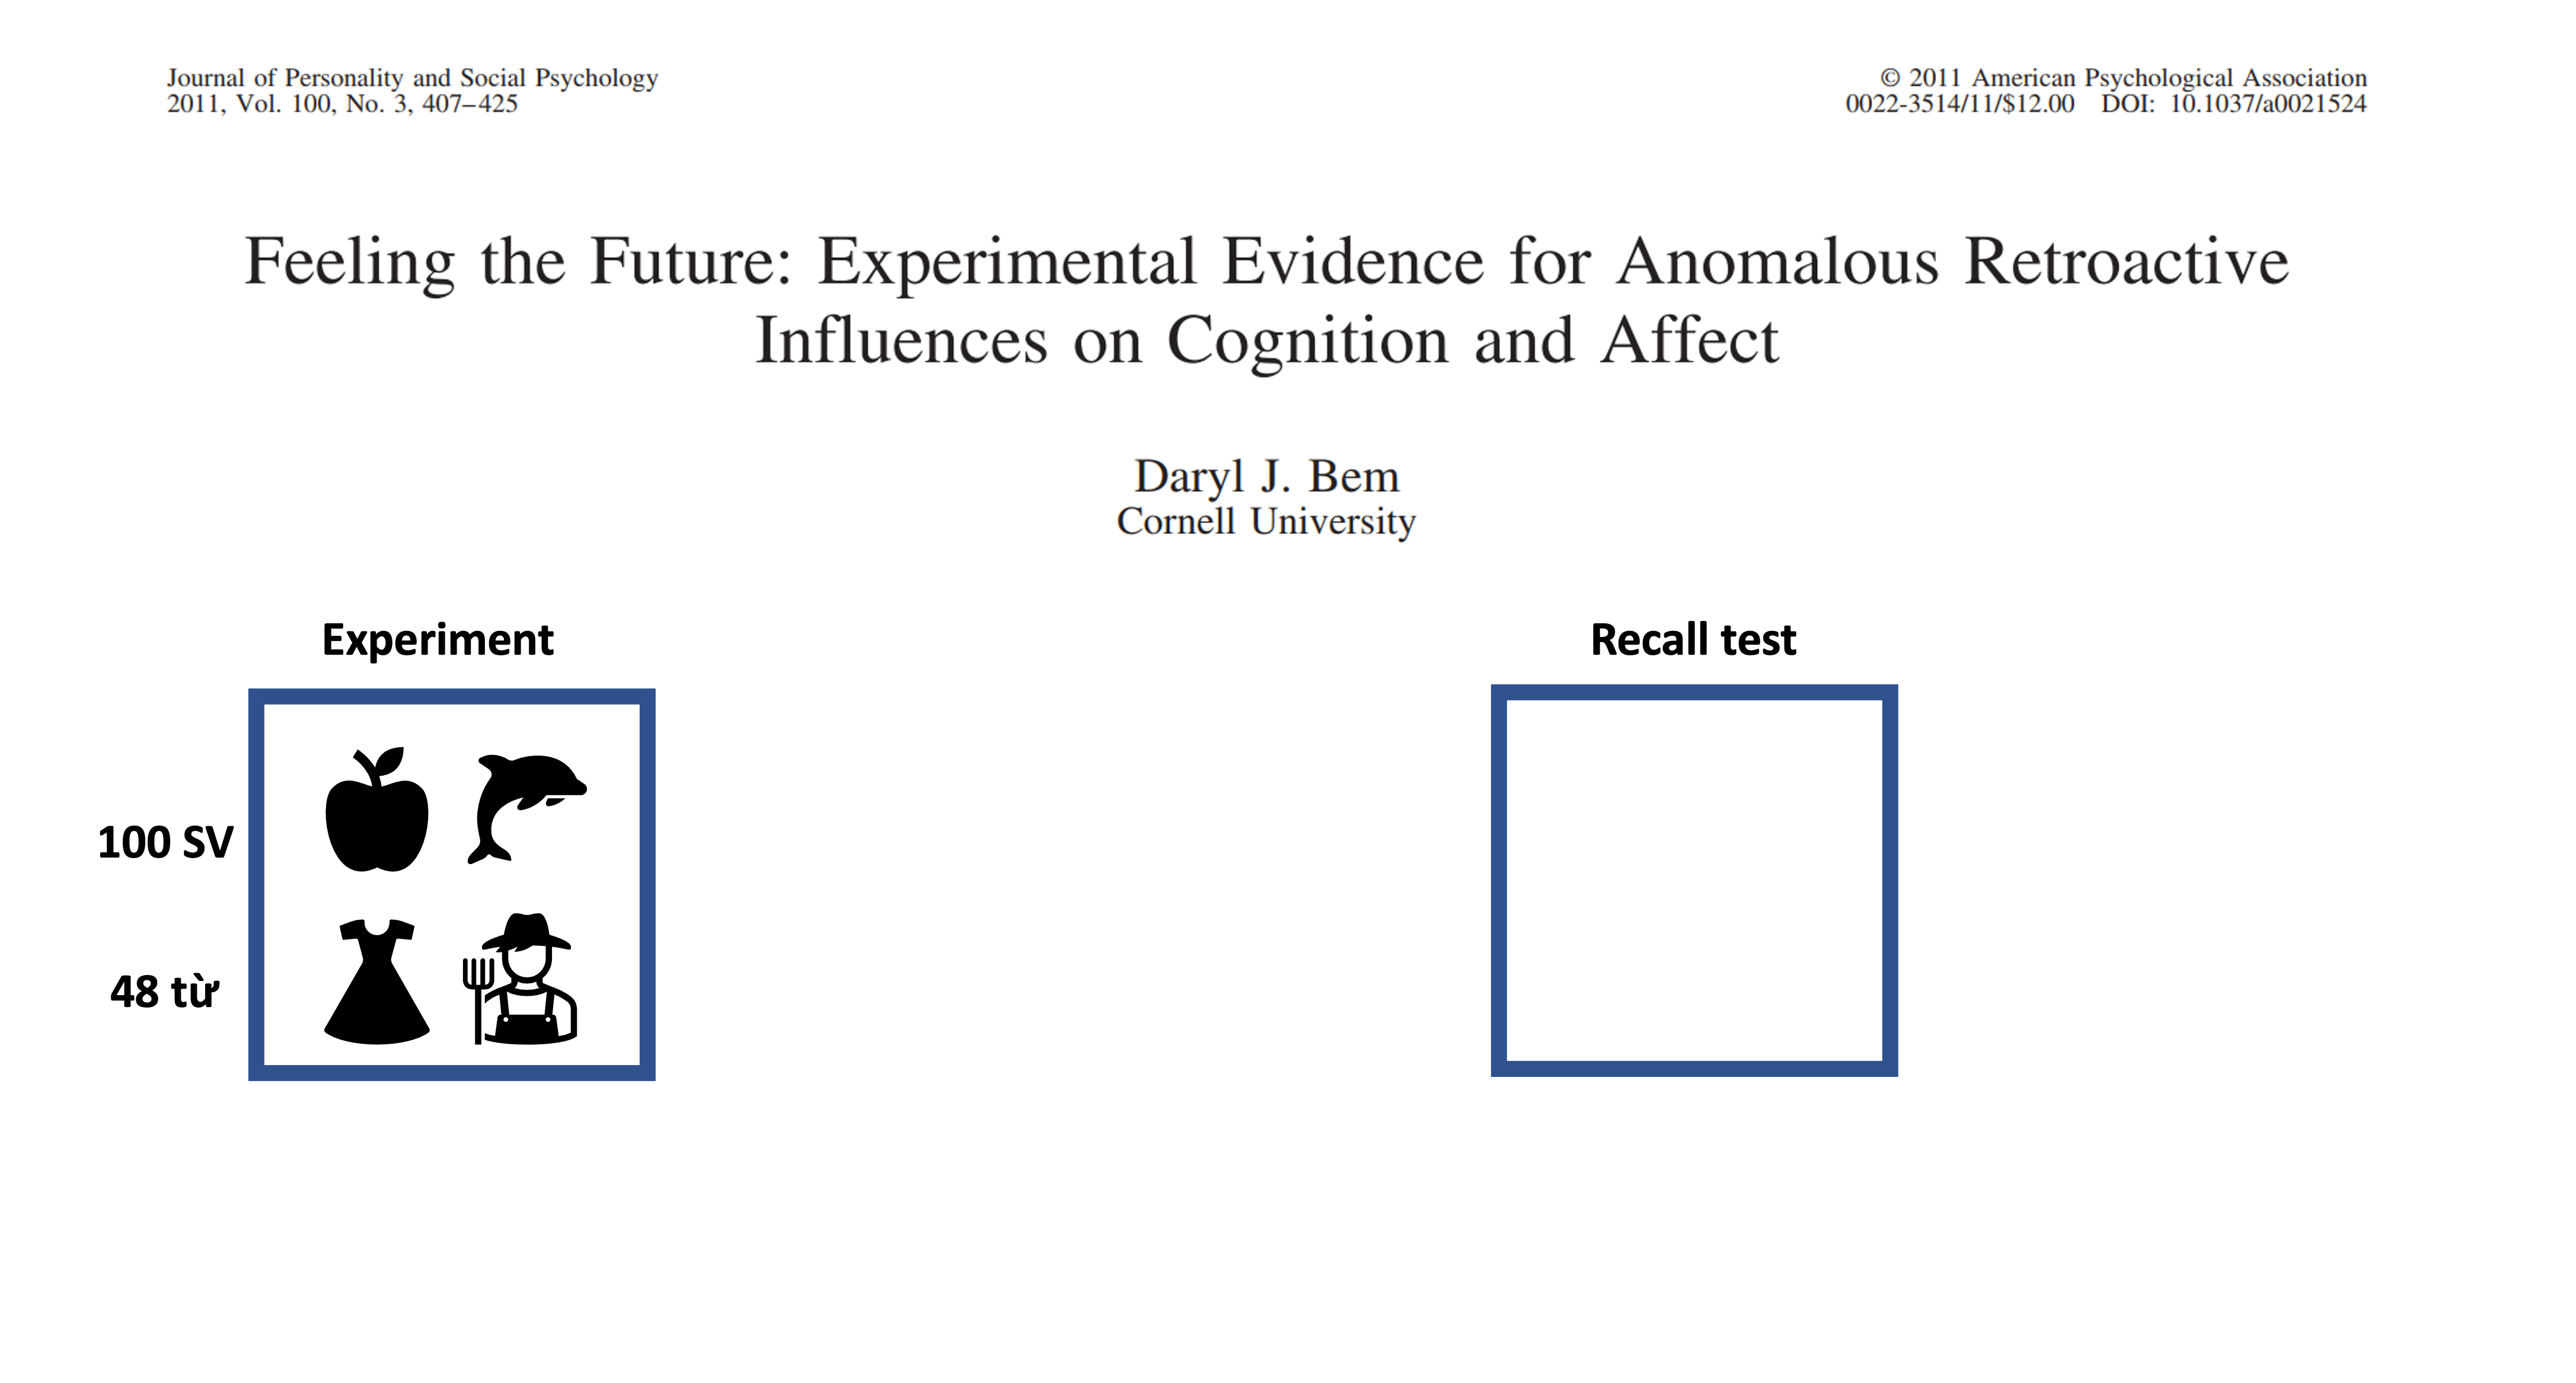 Journal of Personality and Social Psychology
2011, Vol. 100, No. 3, 407–425
© 2011 American Psychological Association
0022-3514/11/$12.00 DOI: 10.1037/a0021524
Feeling the Future: Experimental Evidence for Anomalous Retroactive
Influences on Cognition and Affect
Daryl J. Bem
Cornell University
Experiment
Recall test
100 SV
48 từ